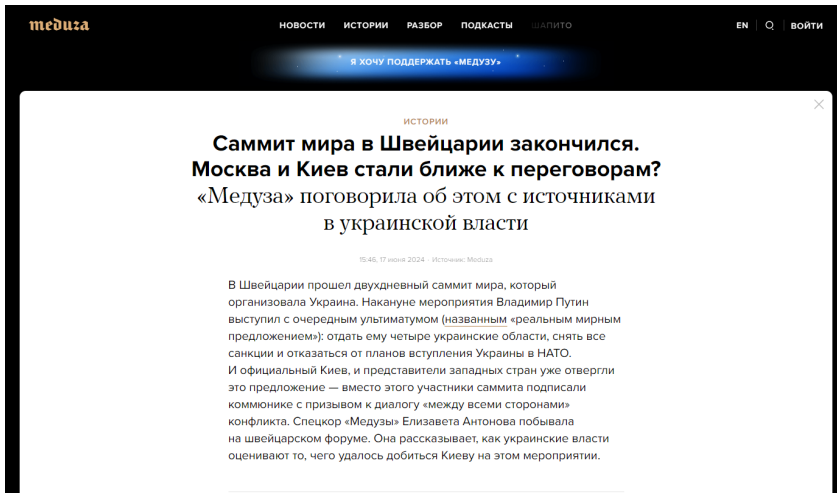 meduza
НОВОСТИ ИСТОРИИ РАЗБОР ПОДКАСТЫ ШАПИТО
EN ВОЙТИ
Я ХОЧУ ПОДДЕРЖАТЬ «МЕДУЗУ»
ИСТОРИИ
Саммит мира в Швейцарии закончился.
Москва и Киев стали ближе к переговорам?
«Медуза» поговорила об этом с источниками
в украинской власти
15:46, 17 июня 2024 · Источник: Meduza
В Швейцарии прошел двухдневный саммит мира, который
организовала Украина. Накануне мероприятия Владимир Путин
выступил с очередным ультиматумом (названным «реальным мирным
предложением»): отдать ему четыре украинские области, снять все
санкции и отказаться от планов вступления Украины в НАТО.
И официальный Киев, и представители западных стран уже отвергли
это предложение — вместо этого участники саммита подписали
коммюнике с призывом к диалогу «между всеми сторонами»
конфликта. Спецкор «Медузы» Елизавета Антонова побывала
на швейцарском форуме. Она рассказывает, как украинские власти
оценивают то, чего удалось добиться Киеву на этом мероприятии.